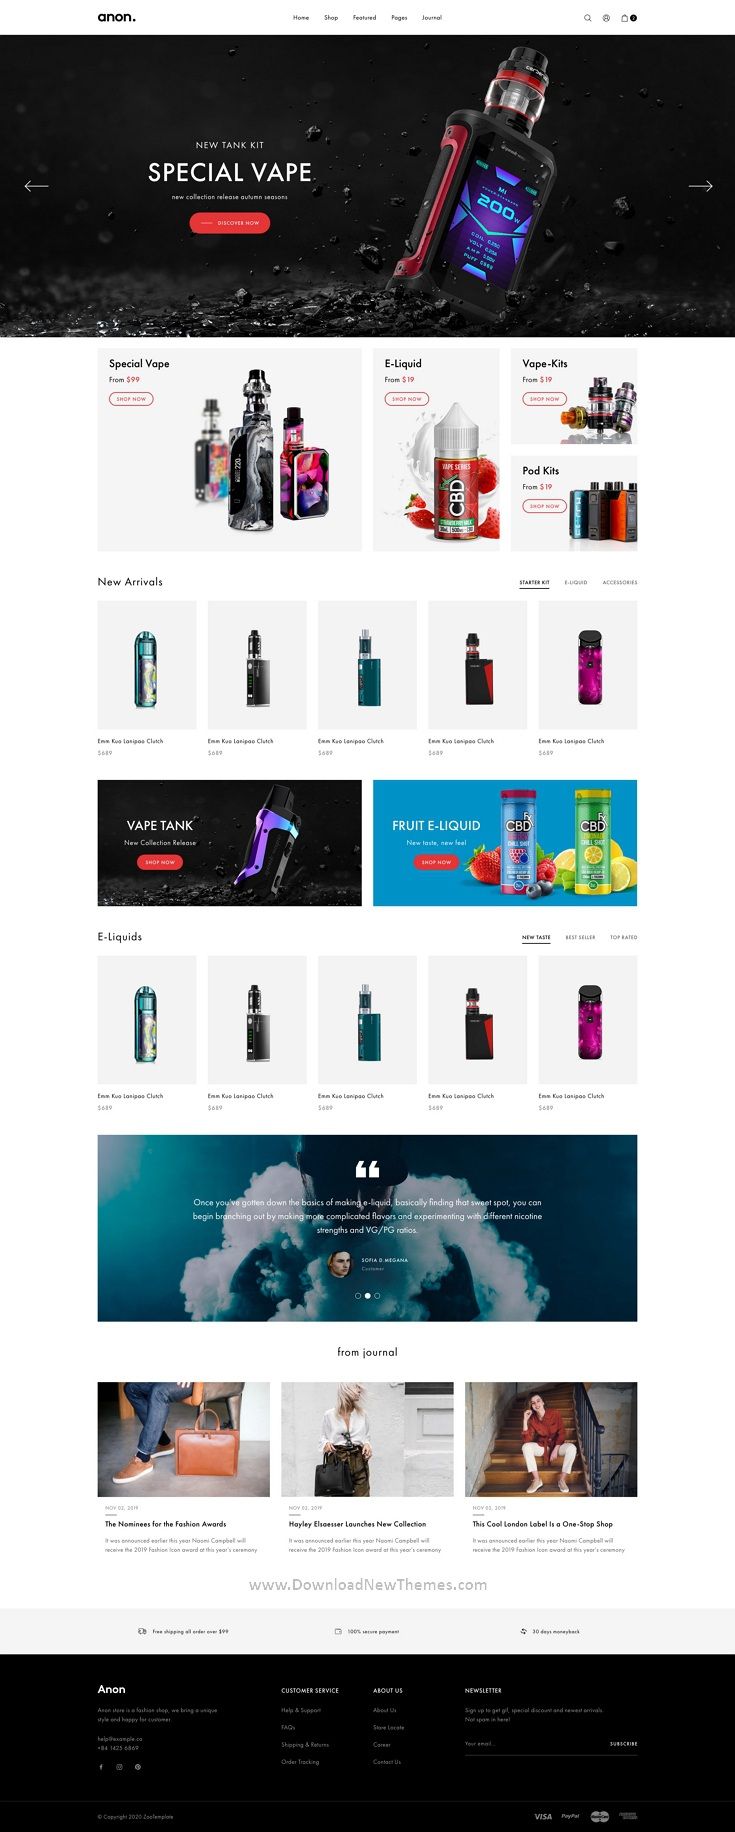 anon.
Home Shop Featured Pages Journal
2
NEW TANK KIT
SPECIAL VAPE
new collection release autumn seasons
DISCOVER NOW
200 W
Special Vape
From $99
SHOP NOW
E-Liquid
From $19
SHOP NOW
VAPE SERIES
CBD
Vape-Kits
From $19
SHOP NOW
Pod Kits
From $19
SHOP NOW
New Arrivals
STARTER KIT E-LIQUID ACCESSORIES
Emm Kuo Lanipao Clutch Emm Kuo Lanipao Clutch Emm Kuo Lanipao Clutch Emm Kuo Lanipao Clutch Emm Kuo Lanipao Clutch
$689 $689 $689 $689 $689
VAPE TANK
New Collection Release
SHOP NOW
FRUIT E-LIQUID
New taste, new feel
SHOP NOW
CBD
CHILL SHOT
CBD
CHILL SHOT
E-Liquids
NEW TASTE BEST SELLER TOP RATED
Emm Kuo Lanipao Clutch Emm Kuo Lanipao Clutch Emm Kuo Lanipao Clutch Emm Kuo Lanipao Clutch Emm Kuo Lanipao Clutch
$689 $689 $689 $689 $689
Once you've gotten down the basics of making e-liquid, basically finding that sweet spot, you can
begin branching out by making more complicated flavors and experimenting with different nicotine
strengths and VG/PG ratios.
SOFIA D.MEGANA
Customer
from journal
NOV 02, 2019
The Nominees for the Fashion Awards
It was announced earlier this year Naomi Campbell will
receive the 2019 Fashion Icon award at this year's ceremony
NOV 02, 2019
Hayley Elsaesser Launches New Collection
It was announced earlier this year Naomi Campbell will
receive the 2019 Fashion Icon award at this year's ceremony
NOV 02, 2019
This Cool London Label Is a One-Stop Shop
It was announced earlier this year Naomi Campbell will
receive the 2019 Fashion Icon award at this year's ceremony
www.DownloadNewThemes.com
Free shipping all order over $99
100% secure payment
30 days moneyback
Anon
Anon store is a fashion shop, we bring a unique
style and happy for customer.
help@example.co
+84 1425 6869
CUSTOMER SERVICE
Help & Support
FAQs
Shipping & Returns
Order Tracking
ABOUT US
About Us
Store Locate
Career
Contact Us
NEWSLETTER
Sign up to get gif, special discount and newest arrivals.
Not spam in here!
Your email... SUBSCRIBE
© Copyright 2020 ZooTemplate
VISA PayPal